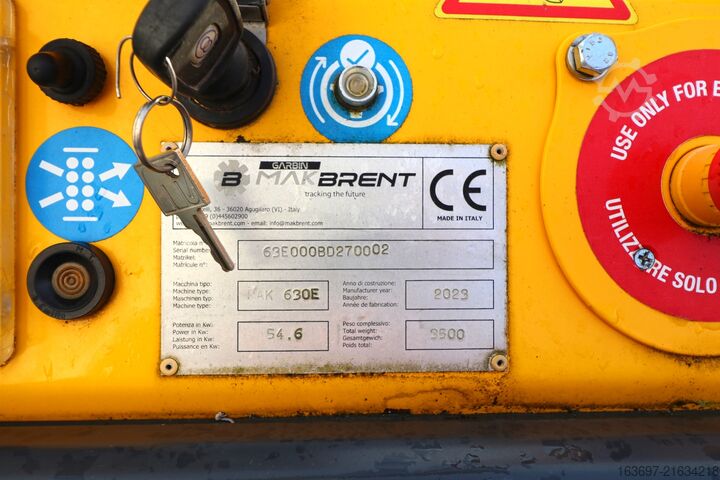 GARBIN
B MAKBRENT
tracking the future
36 - 36020 Agugliaro (VI) - Italy
(0)445602900
brent.com - email: info@makbrent.com
CE
MADE IN ITALY
Matricola n°:
Serial number:
Matrikel:
Matricule n°:
63E000BD270002
Macchina tipo:
Machine type:
Maschinen typ:
Machine type:
MAK 630E
Anno di costruzione:
Manufacturer year:
Baujahre:
Année de fabrication:
2023
Potenza in Kw:
Power in Kw:
Leistung in Kw:
Puissance en Kw:
54.6
Peso complessivo:
Total weight:
Gesamtgewicht:
Poids total:
3500
USE ONLY FOR
UTILIZZARE SOLO
163697-21634218